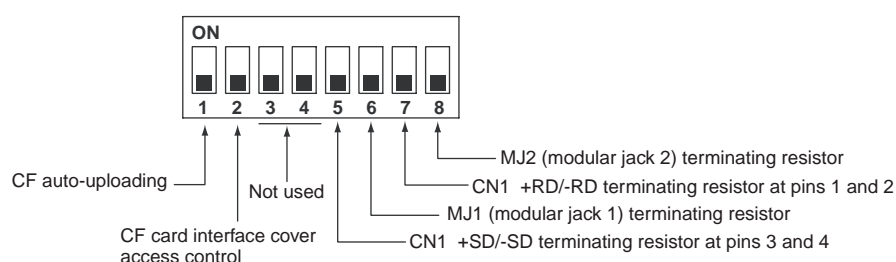 ON
1 2 3 4 5 6 7 8
MJ2 (modular jack 2) terminating resistor
CF auto-uploading
Not used
CN1 +RD/-RD terminating resistor at pins 1 and 2
MJ1 (modular jack 1) terminating resistor
CF card interface cover
access control
CN1 +SD/-SD terminating resistor at pins 3 and 4